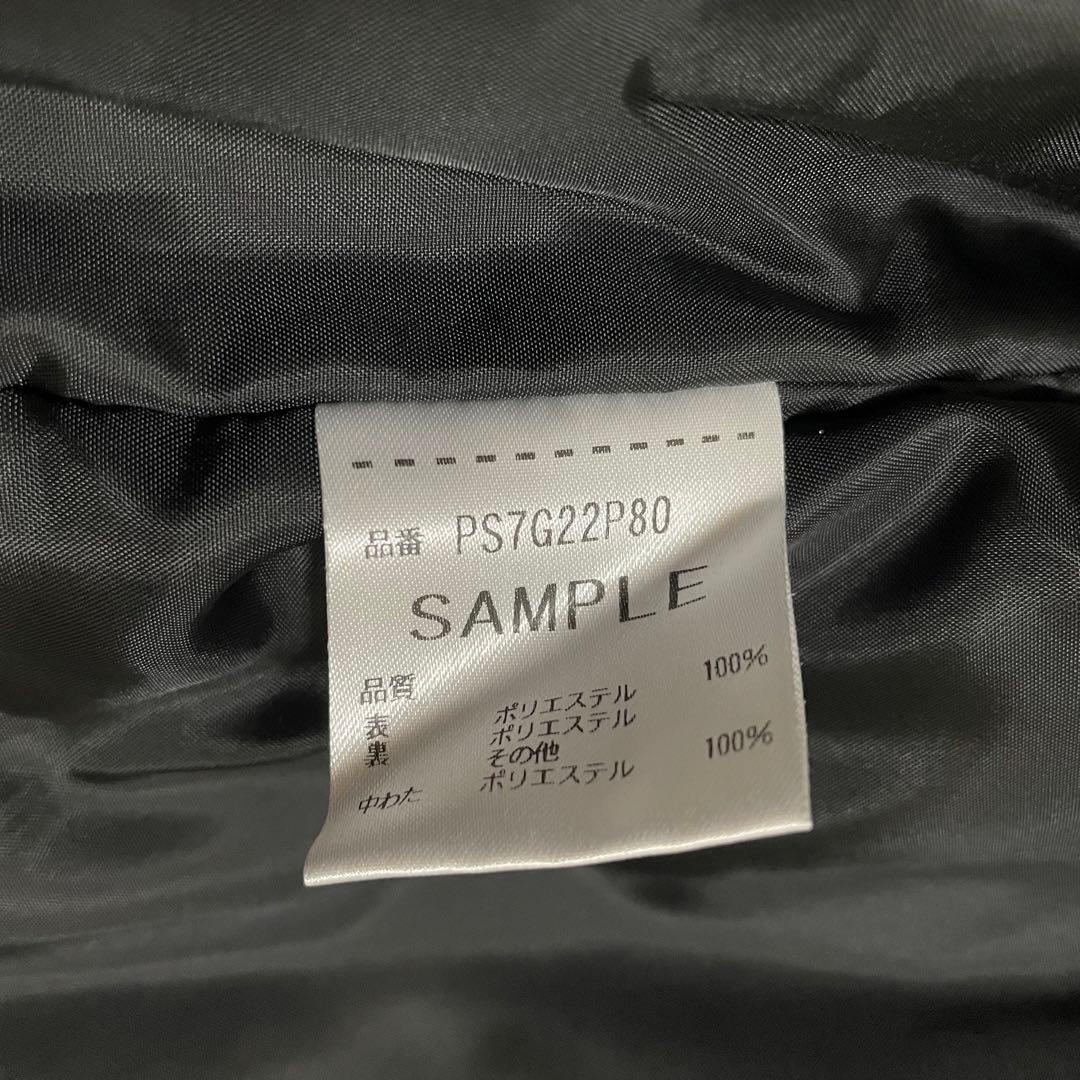 品番 PS7G22P80
SAMPLE
品質
表 ポリエステル 100%
裏 ポリエステル
その他
中わた ポリエステル 100%